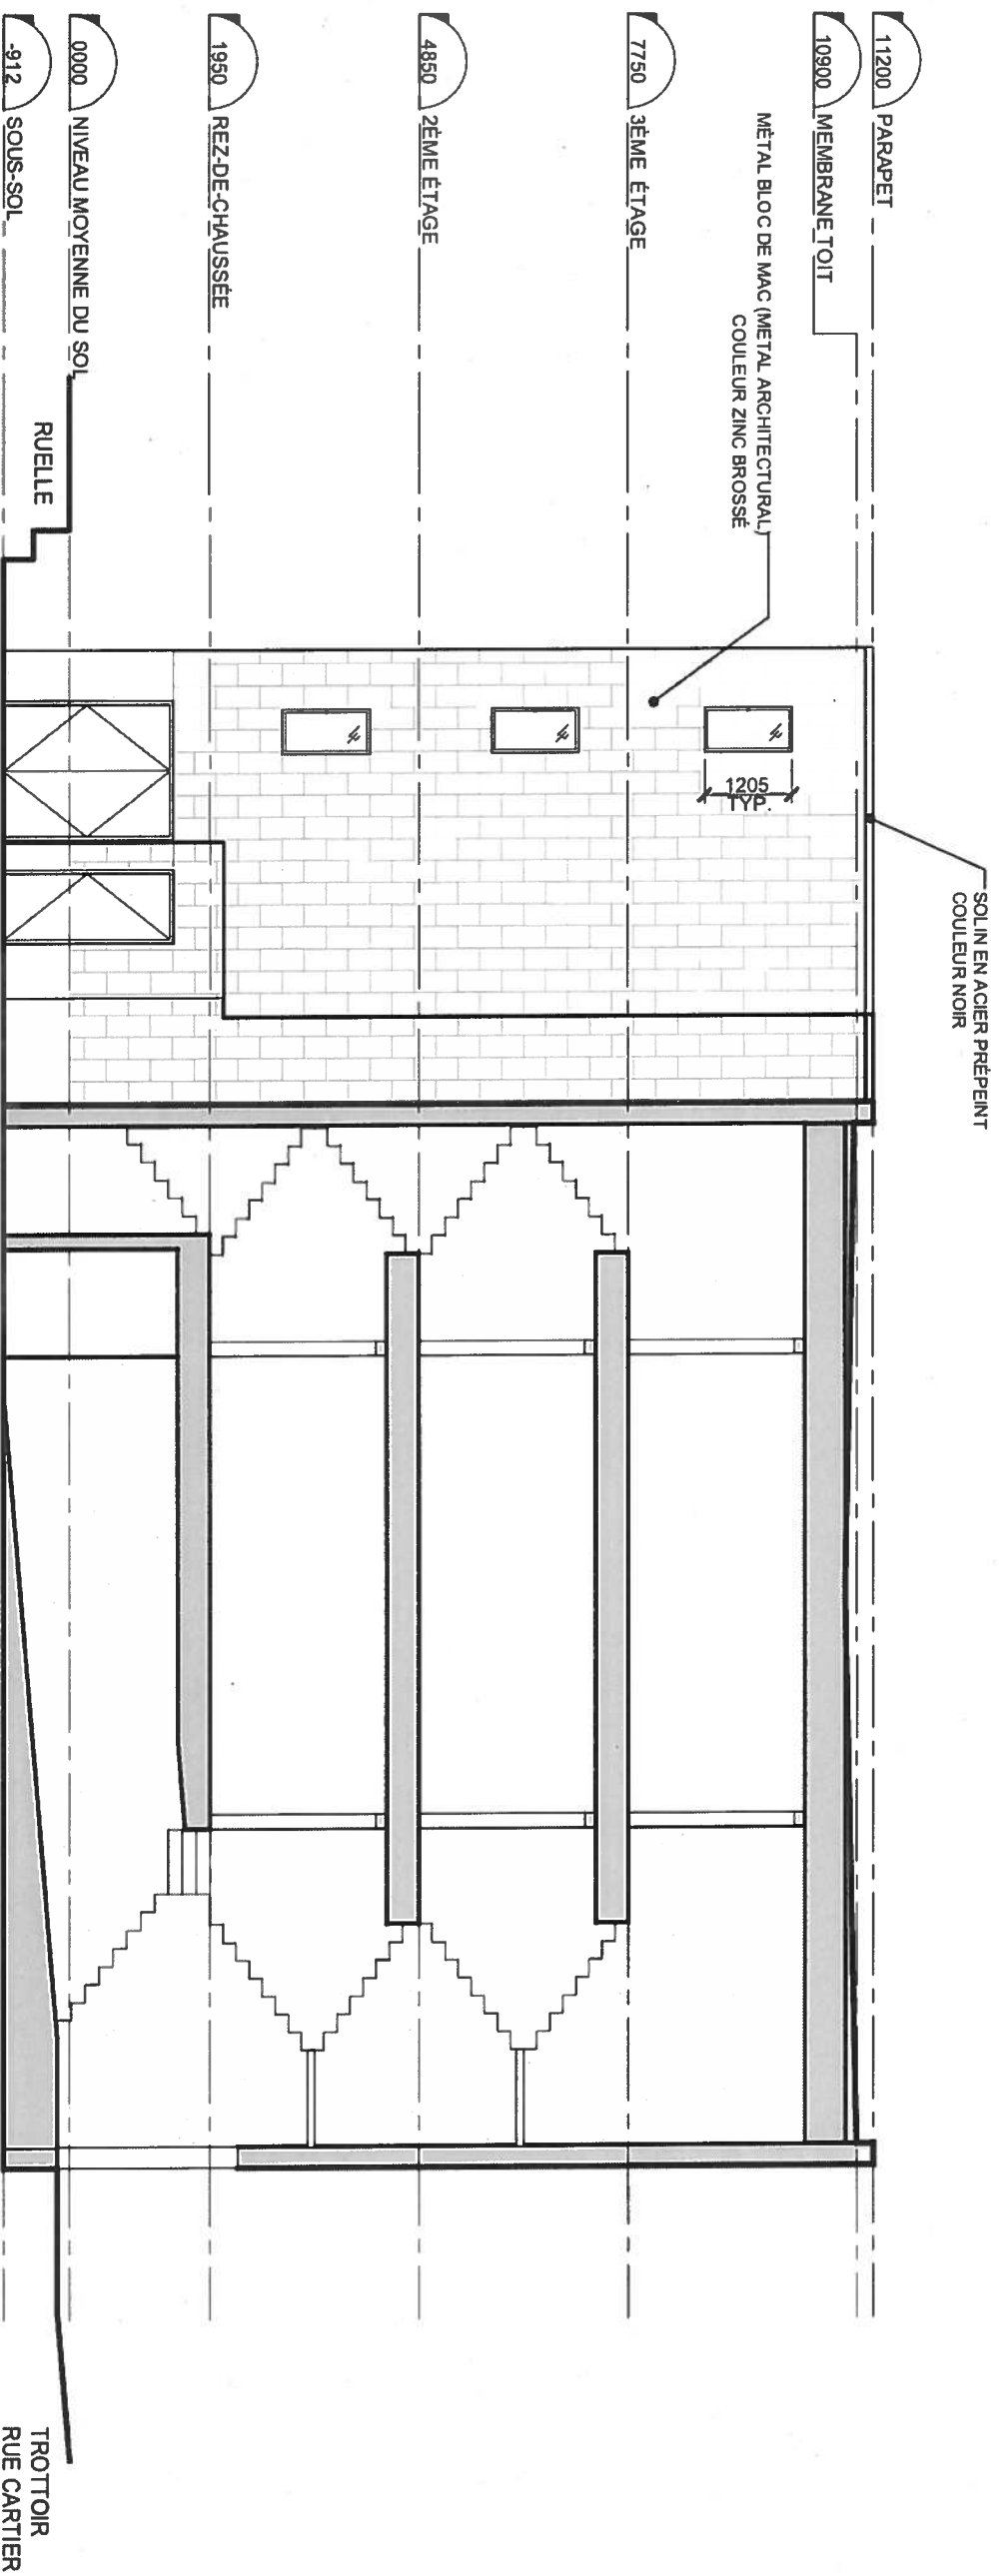 SOLIN EN ACIER PRÉPEINT
COULEUR NOIR
11200 PARAPET
10900 MEMBRANE TOIT
MÉTAL BLOC DE MAC (MÉTAL ARCHITECTURAL)
COULEUR ZINC BROSSÉ
1205
TYP.
7750 3ÈME ÉTAGE
4850 2ÈME ÉTAGE
1950 REZ-DE-CHAUSSÉE
0000 NIVEAU MOYENNE DU SOL
RUELLE
-912 SOUS-SOL
TROTTOIR
RUE CARTIER